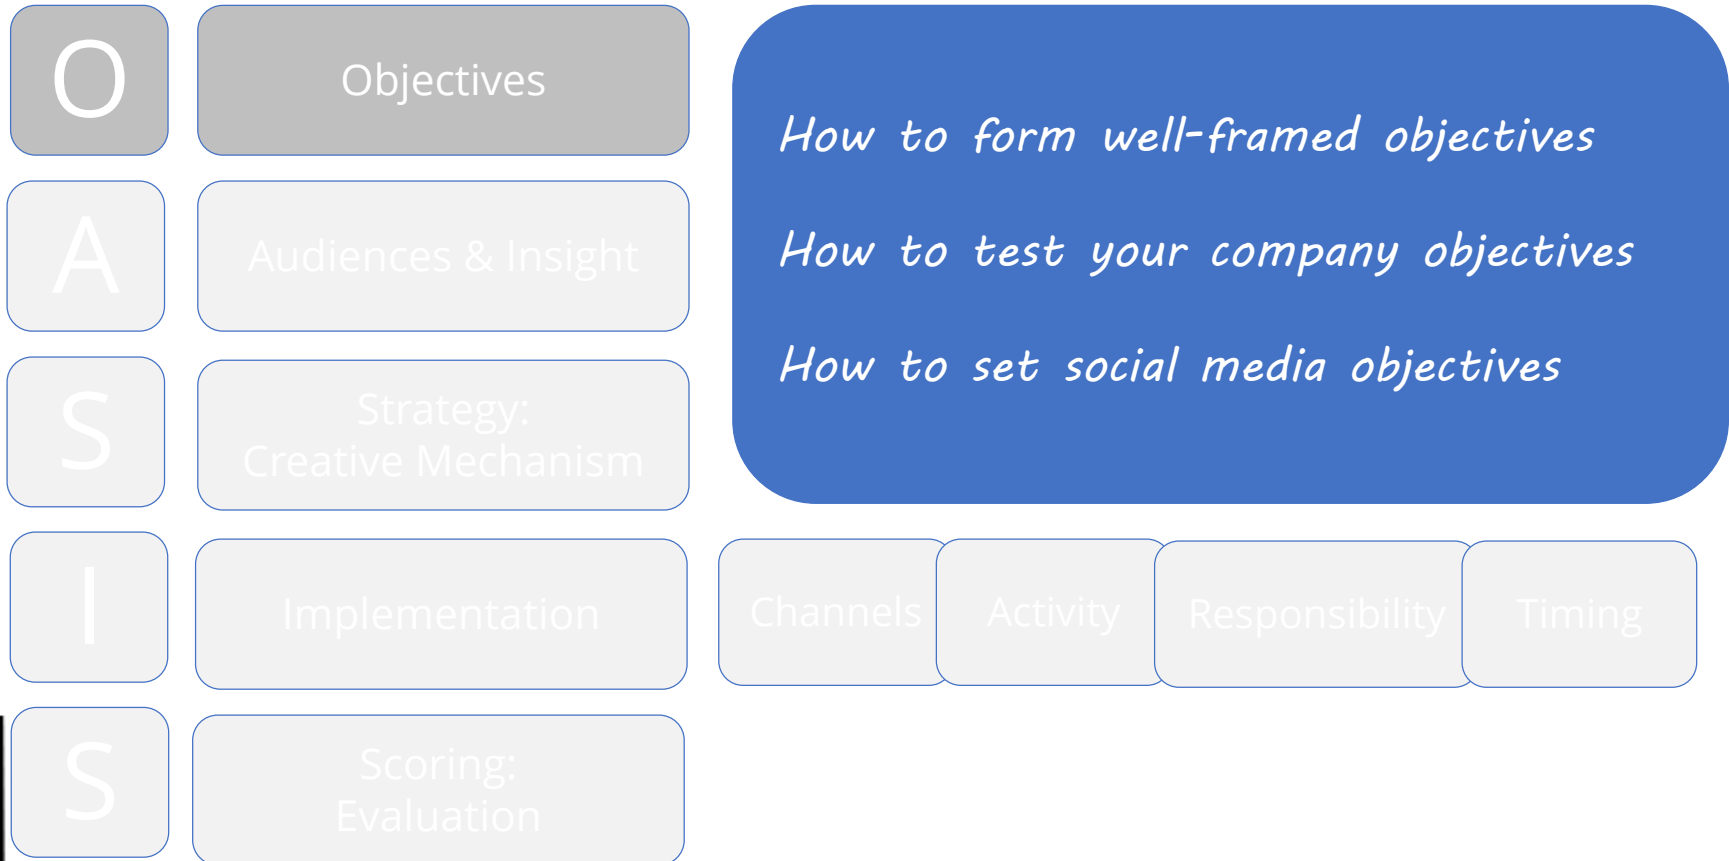 O
Objectives
How to form well-framed objectives
How to test your company objectives
How to set social media objectives
A
Audiences & Insight
S
Strategy:
Creative Mechanism
I
Implementation
Channels
Activity
Responsibility
Timing
S
Scoring:
Evaluation